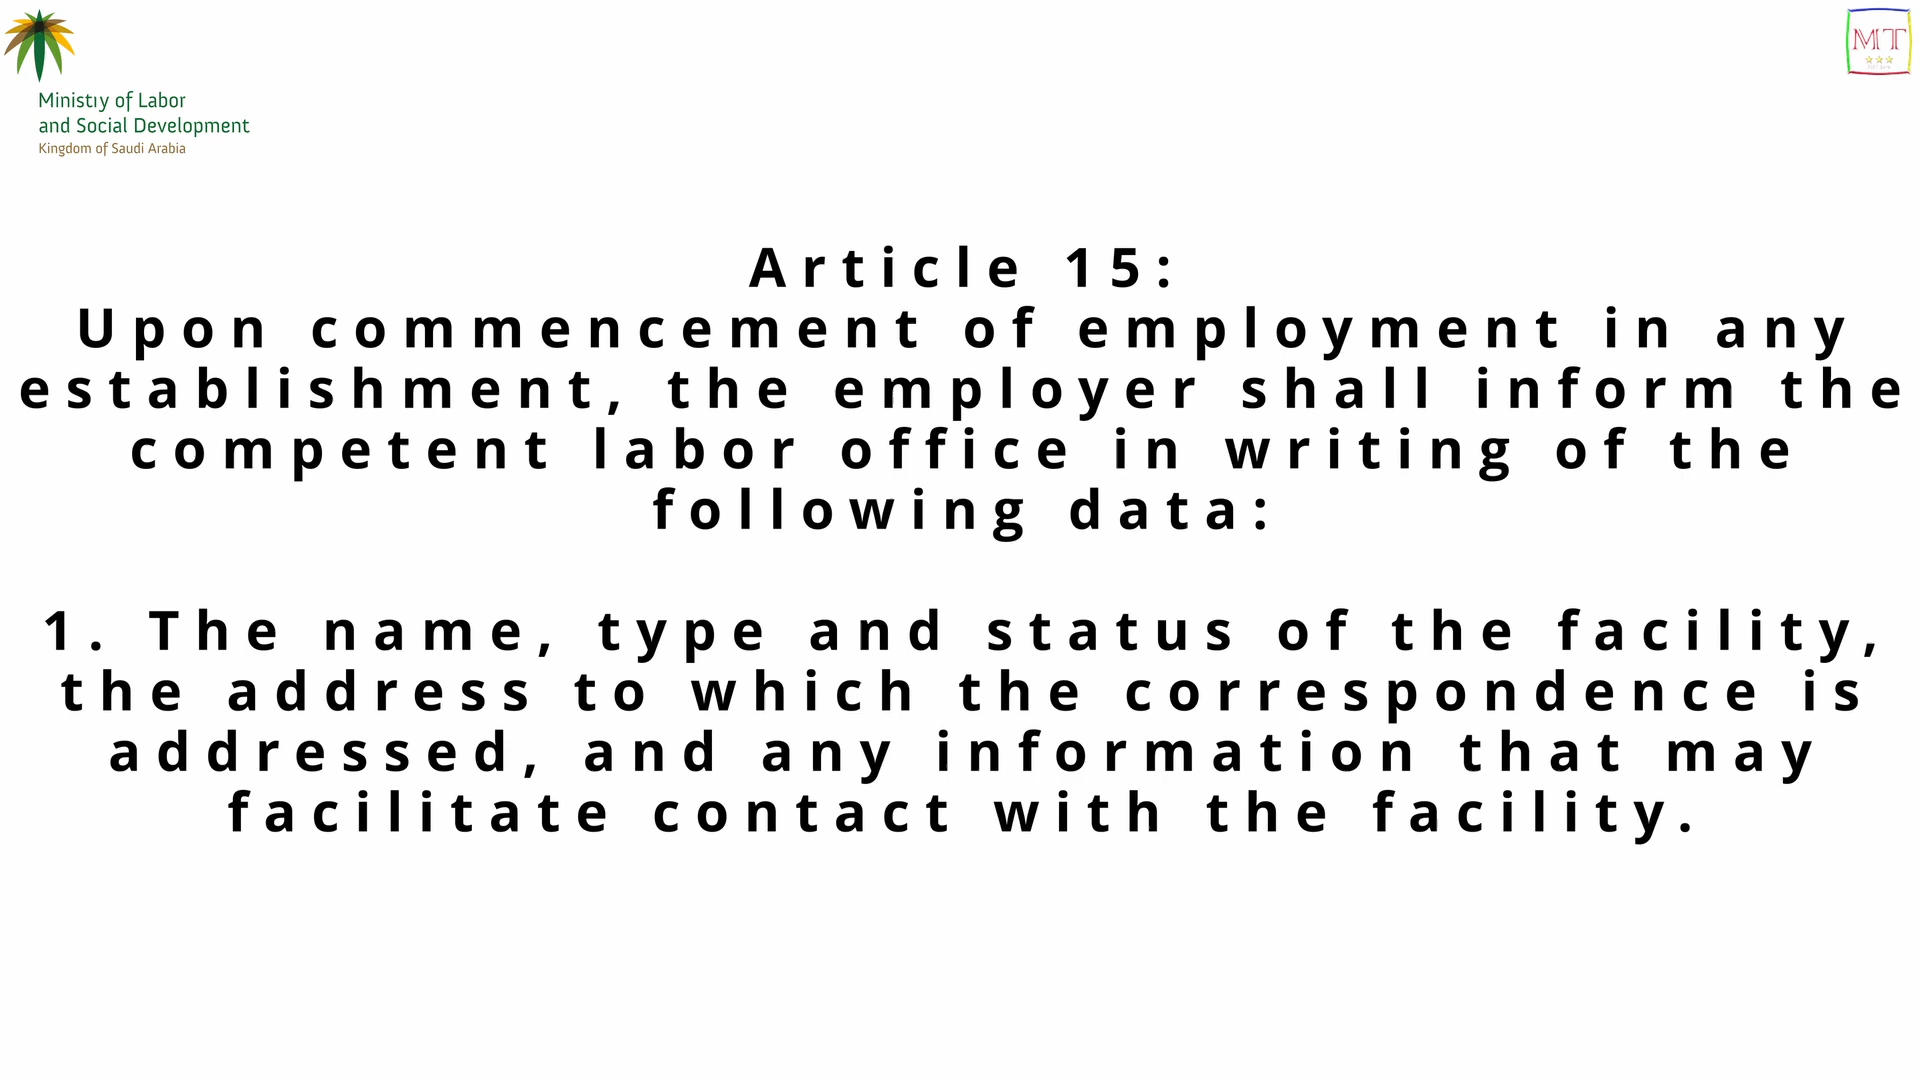 Ministry of Labor
and Social Development
Kingdom of Saudi Arabia
MT
Article 15:
Upon commencement of employment in any
establishment, the employer shall inform the
competent labor office in writing of the
following data:
1. The name, type and status of the facility,
the address to which the correspondence is
addressed, and any information that may
facilitate contact with the facility.